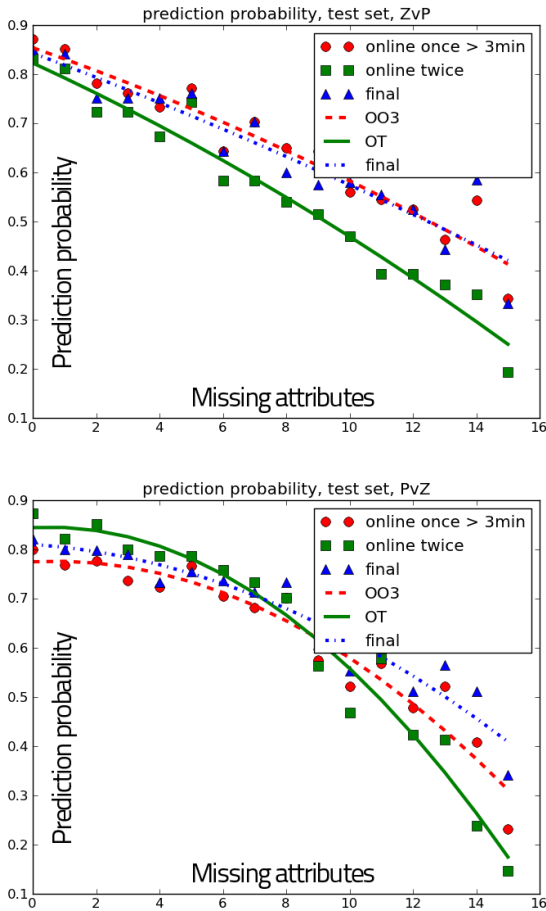 prediction probability, test set, ZvP
0.9
0.8
0.7
0.6
0.5
0.4
0.3
0.2
0.1
Prediction probability
online once > 3min
online twice
final
OO3
OT
final
Missing attributes
0 2 4 6 8 10 12 14 16
prediction probability, test set, PvZ
0.9
0.8
0.7
0.6
0.5
0.4
0.3
0.2
0.1
Prediction probability
online once > 3min
online twice
final
OO3
OT
final
Missing attributes
0 2 4 6 8 10 12 14 16